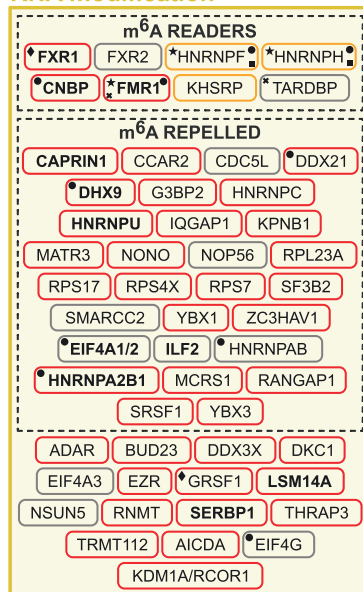 m⁶A READERS
FXR1 FXR2 HNRNPF HNRNPH
CNBP FMR1 KHSRP TARDBP
m⁶A REPELLED
CAPRIN1 CCAR2 CDC5L DDX21
DHX9 G3BP2 HNRNPC
HNRNPU IQGAP1 KPNB1
MATR3 NONO NOP56 RPL23A
RPS17 RPS4X RPS7 SF3B2
SMARCC2 YBX1 ZC3HAV1
EIF4A1/2 ILF2 HNRNPAB
HNRNPA2B1 MCRS1 RANGAP1
SRSF1 YBX3
ADAR BUD23 DDX3X DKC1
EIF4A3 EZR GRSF1 LSM14A
NSUN5 RNMT SERBP1 THRAP3
TRMT112 AICDA EIF4G
KDM1A/RCOR1